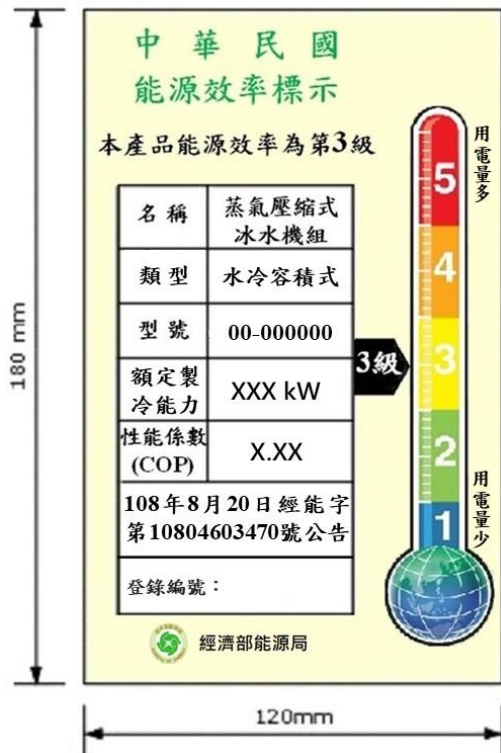 中華民國
能源效率標示
本產品能源效率為第3級
名稱
蒸氣壓縮式
冰水機組
類型
水冷容積式
型號
00-000000
額定製
冷能力
XXX kW
性能係數
(COP)
X.XX
108年8月20日經能字
第10804603470號公告
登錄編號：
經濟部能源局
3級
用電量多
5
4
3
2
1
用電量少
180 mm
120mm